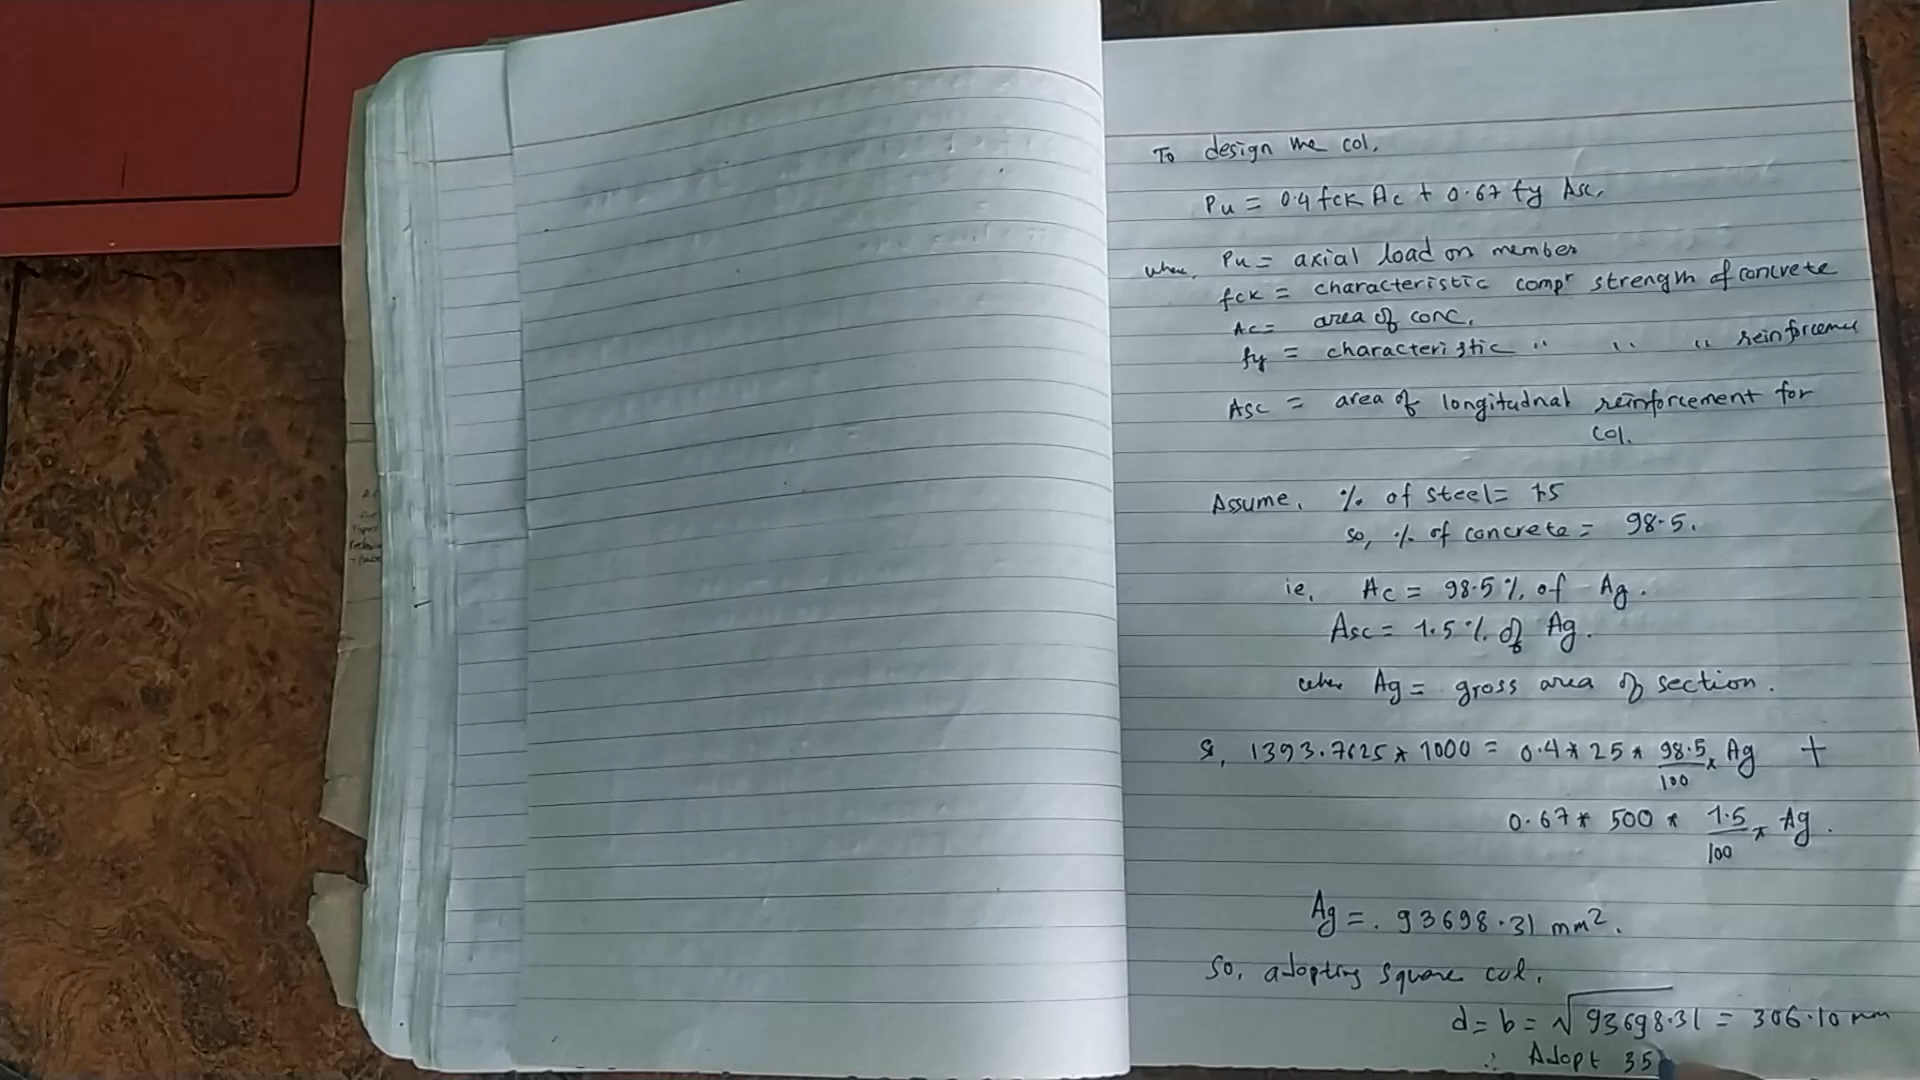 To design the col.
Pu = 0.4 fck Ac + 0.67 fy Asc.
where, Pu = axial load on member
fck = characteristic compr strength of concrete
Ac = area of conc.
fy = characteristic " " " reinforcement
Asc = area of longitudnal reinforcement for
col.
Assume, % of steel = 1.5
so, % of concrete = 98.5.
ie, Ac = 98.5 % of Ag.
Asc = 1.5 % of Ag.
where Ag = gross area of section.
So, 1393.7625 * 1000 = 0.4 * 25 * 98.5/100 * Ag +
0.67 * 500 * 1.5/100 * Ag.
Ag = . 93698.31 mm².
So, adopting square col.
d = b = √93698.31 = 306.10 mm
∴ Adopt 35